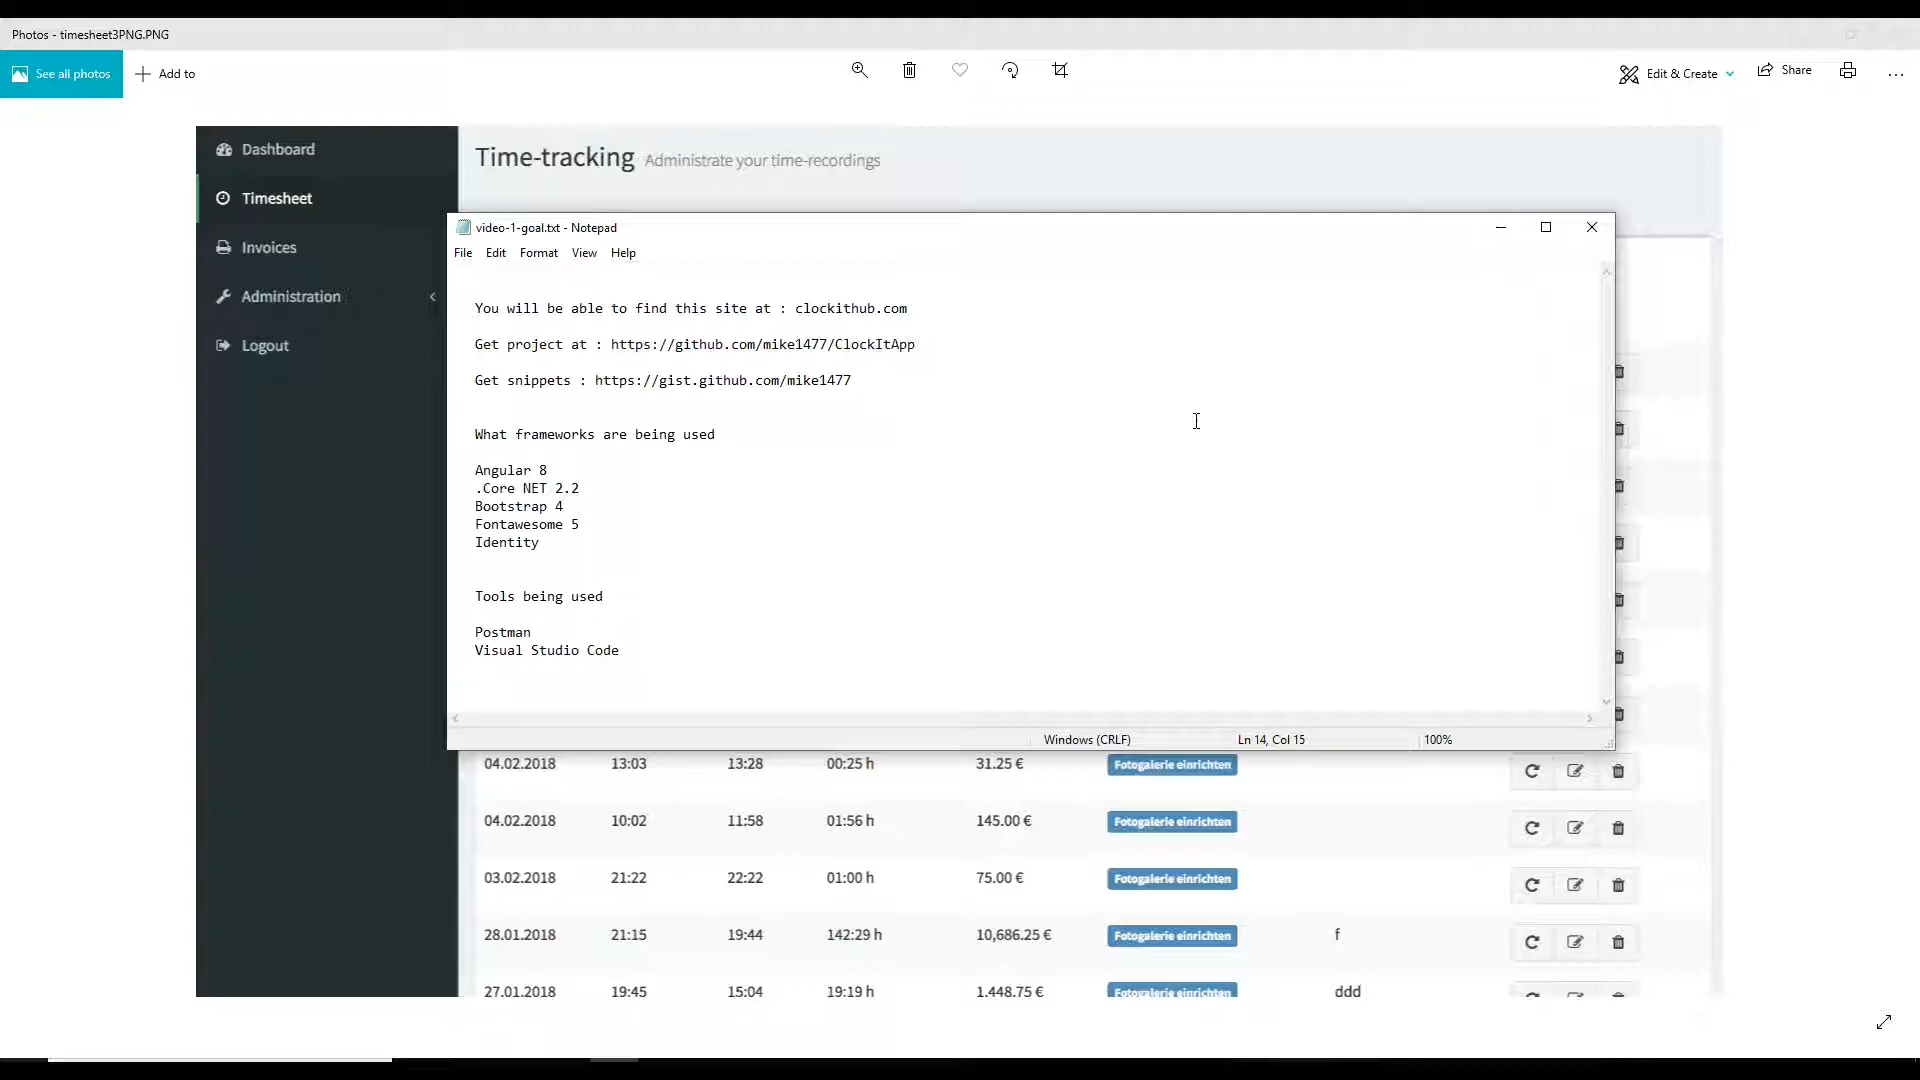 Photos - timesheet3PNG.PNG
See all photos
Add to
Edit & Create
Share
Dashboard
Timesheet
Invoices
Administration
Logout
Time-tracking Administrate your time-recordings
video-1-goal.txt - Notepad
File Edit Format View Help
You will be able to find this site at : clockithub.com
Get project at : https://github.com/mike1477/ClockItApp
Get snippets : https://gist.github.com/mike1477
What frameworks are being used
Angular 8
.Core NET 2.2
Bootstrap 4
Fontawesome 5
Identity
Tools being used
Postman
Visual Studio Code
Windows (CRLF) Ln 14, Col 15 100%
04.02.2018 13:03 13:28 00:25 h 31.25 € Fotogalerie einrichten
04.02.2018 10:02 11:58 01:56 h 145.00 € Fotogalerie einrichten
03.02.2018 21:22 22:22 01:00 h 75.00 € Fotogalerie einrichten
28.01.2018 21:15 19:44 142:29 h 10,686.25 € Fotogalerie einrichten f
27.01.2018 19:45 15:04 19:19 h 1,448.75 € Fotogalerie einrichten ddd